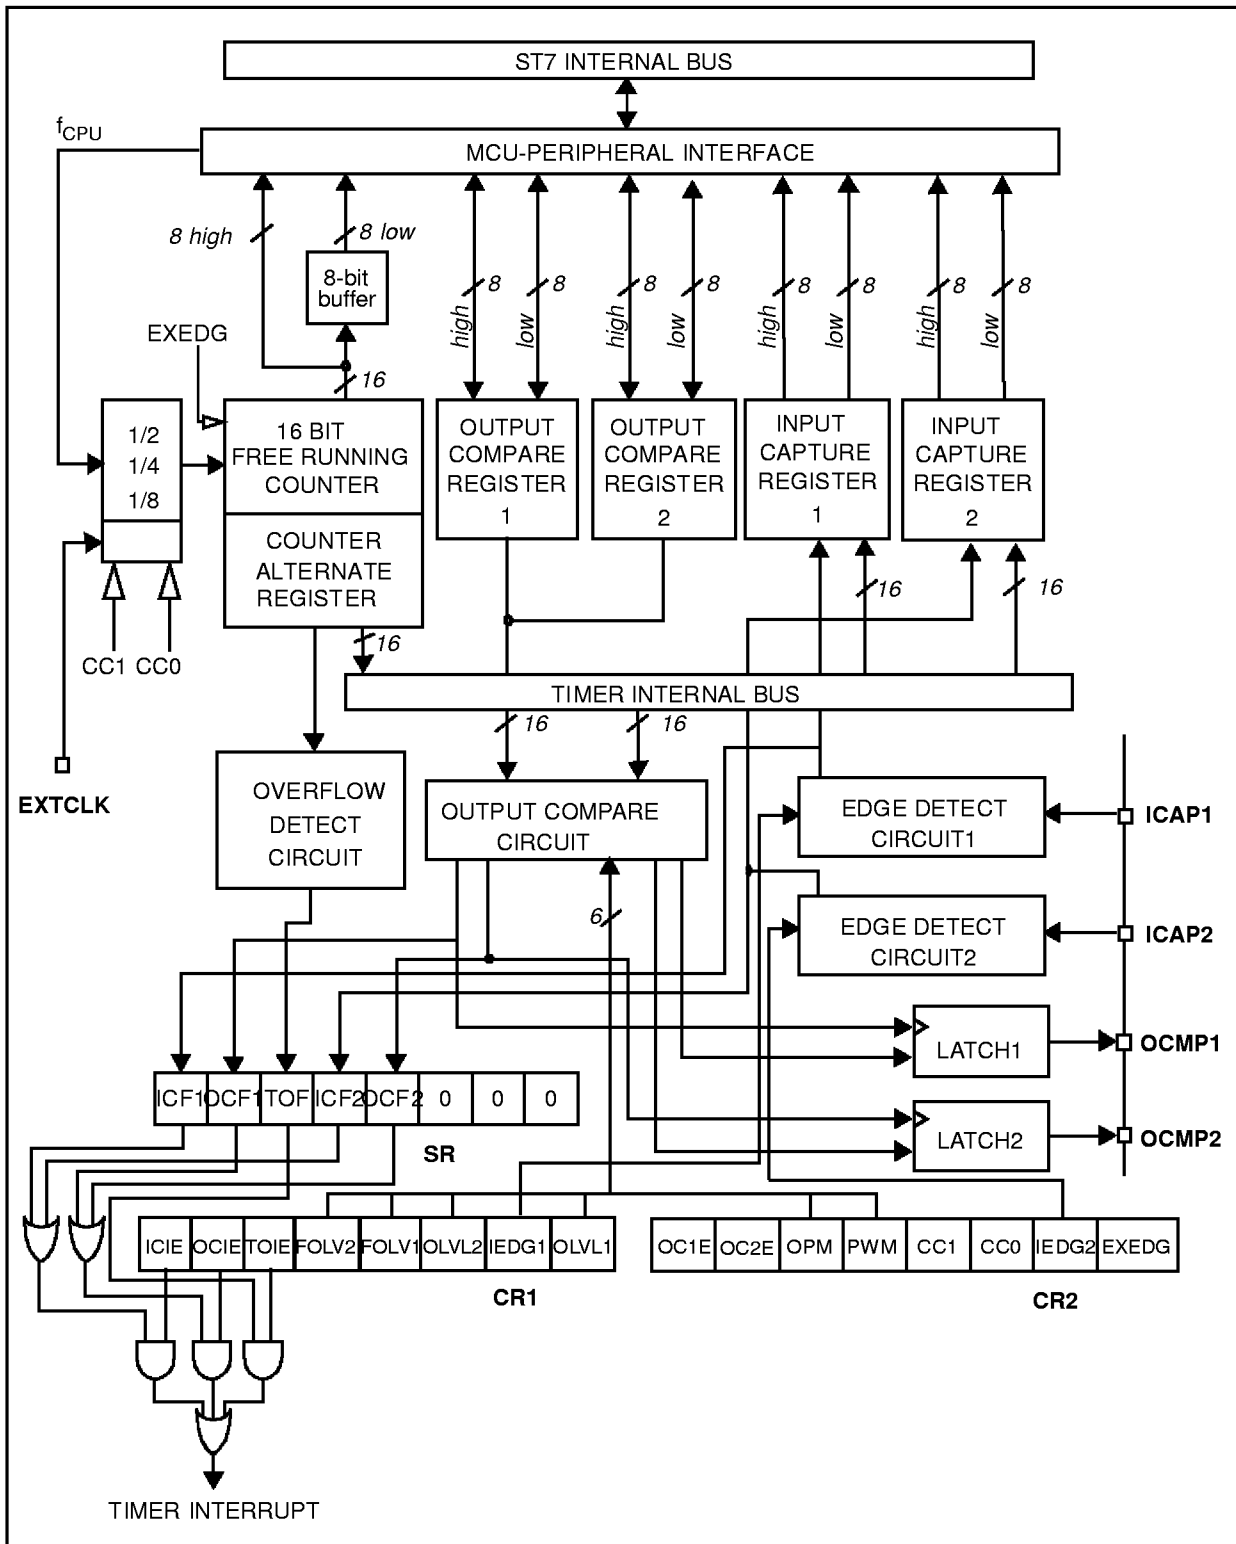 ST7 INTERNAL BUS
fCPU
MCU-PERIPHERAL INTERFACE
8 high
8 low
8-bit
buffer
high
8
low
8
high
8
low
8
high
8
low
8
high
8
low
8
EXEDG
16
1/2
1/4
1/8
16 BIT
FREE RUNNING
COUNTER
OUTPUT
COMPARE
REGISTER
1
OUTPUT
COMPARE
REGISTER
2
INPUT
CAPTURE
REGISTER
1
INPUT
CAPTURE
REGISTER
2
COUNTER
ALTERNATE
REGISTER
16
16
16
CC1 CC0
TIMER INTERNAL BUS
16
16
EXTCLK
OVERFLOW
DETECT
CIRCUIT
OUTPUT COMPARE
CIRCUIT
EDGE DETECT
CIRCUIT1
ICAP1
6
EDGE DETECT
CIRCUIT2
ICAP2
LATCH1
OCMP1
ICF1 OCF1 TOF ICF2 OCF2 0 0 0
SR
LATCH2
OCMP2
ICIE OCIE TOIE FOLV2 FOLV1 OLVL2 IEDG1 OLVL1
CR1
OC1E OC2E OPM PWM CC1 CC0 IEDG2 EXEDG
CR2
TIMER INTERRUPT